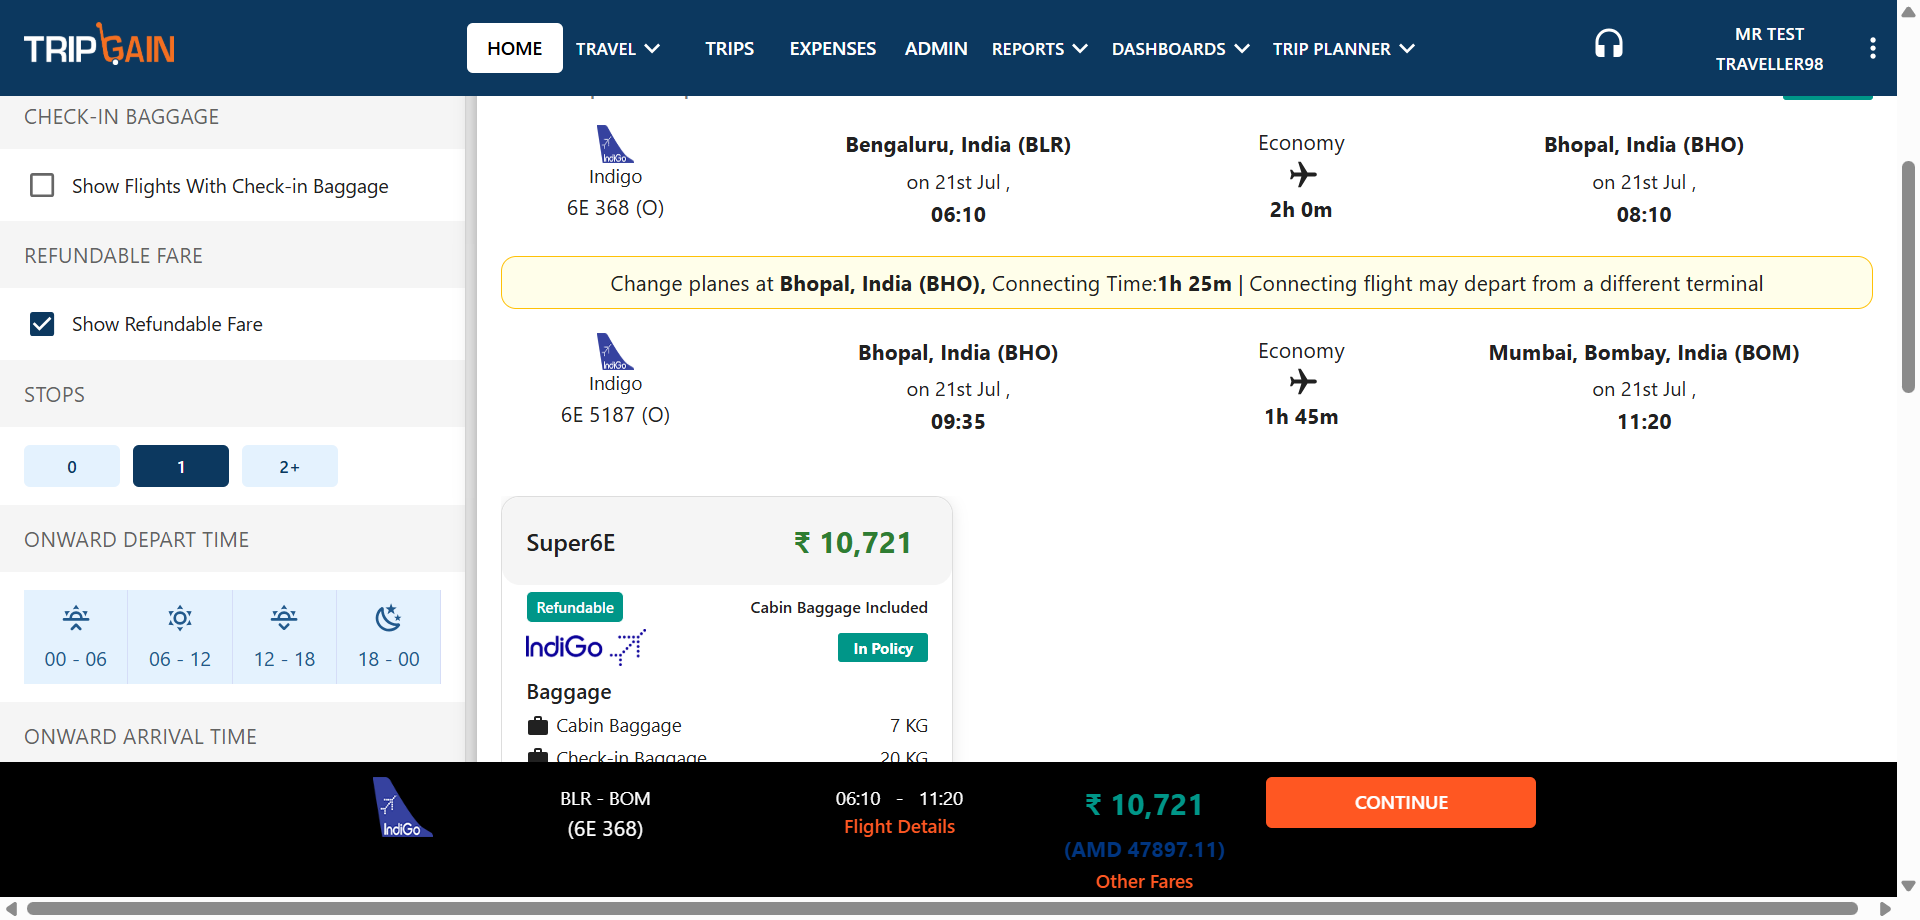 TRIPGAIN
HOME
TRAVEL
TRIPS
EXPENSES
ADMIN
REPORTS
DASHBOARDS
TRIP PLANNER
MR TEST
TRAVELLER98
CHECK-IN BAGGAGE
Show Flights With Check-in Baggage
REFUNDABLE FARE
Show Refundable Fare
STOPS
0
1
2+
ONWARD DEPART TIME
00 - 06
06 - 12
12 - 18
18 - 00
ONWARD ARRIVAL TIME
IndiGo
Indigo
6E 368 (O)
Bengaluru, India (BLR)
on 21st Jul ,
06:10
Economy
2h 0m
Bhopal, India (BHO)
on 21st Jul ,
08:10
Change planes at Bhopal, India (BHO), Connecting Time:1h 25m | Connecting flight may depart from a different terminal
IndiGo
Indigo
6E 5187 (O)
Bhopal, India (BHO)
on 21st Jul ,
09:35
Economy
1h 45m
Mumbai, Bombay, India (BOM)
on 21st Jul ,
11:20
Super6E
₹ 10,721
Refundable
Cabin Baggage Included
IndiGo
In Policy
Baggage
Cabin Baggage
7 KG
Check-in Baggage
20 KG
IndiGo
BLR - BOM
(6E 368)
06:10 - 11:20
Flight Details
₹ 10,721
(AMD 47897.11)
Other Fares
CONTINUE